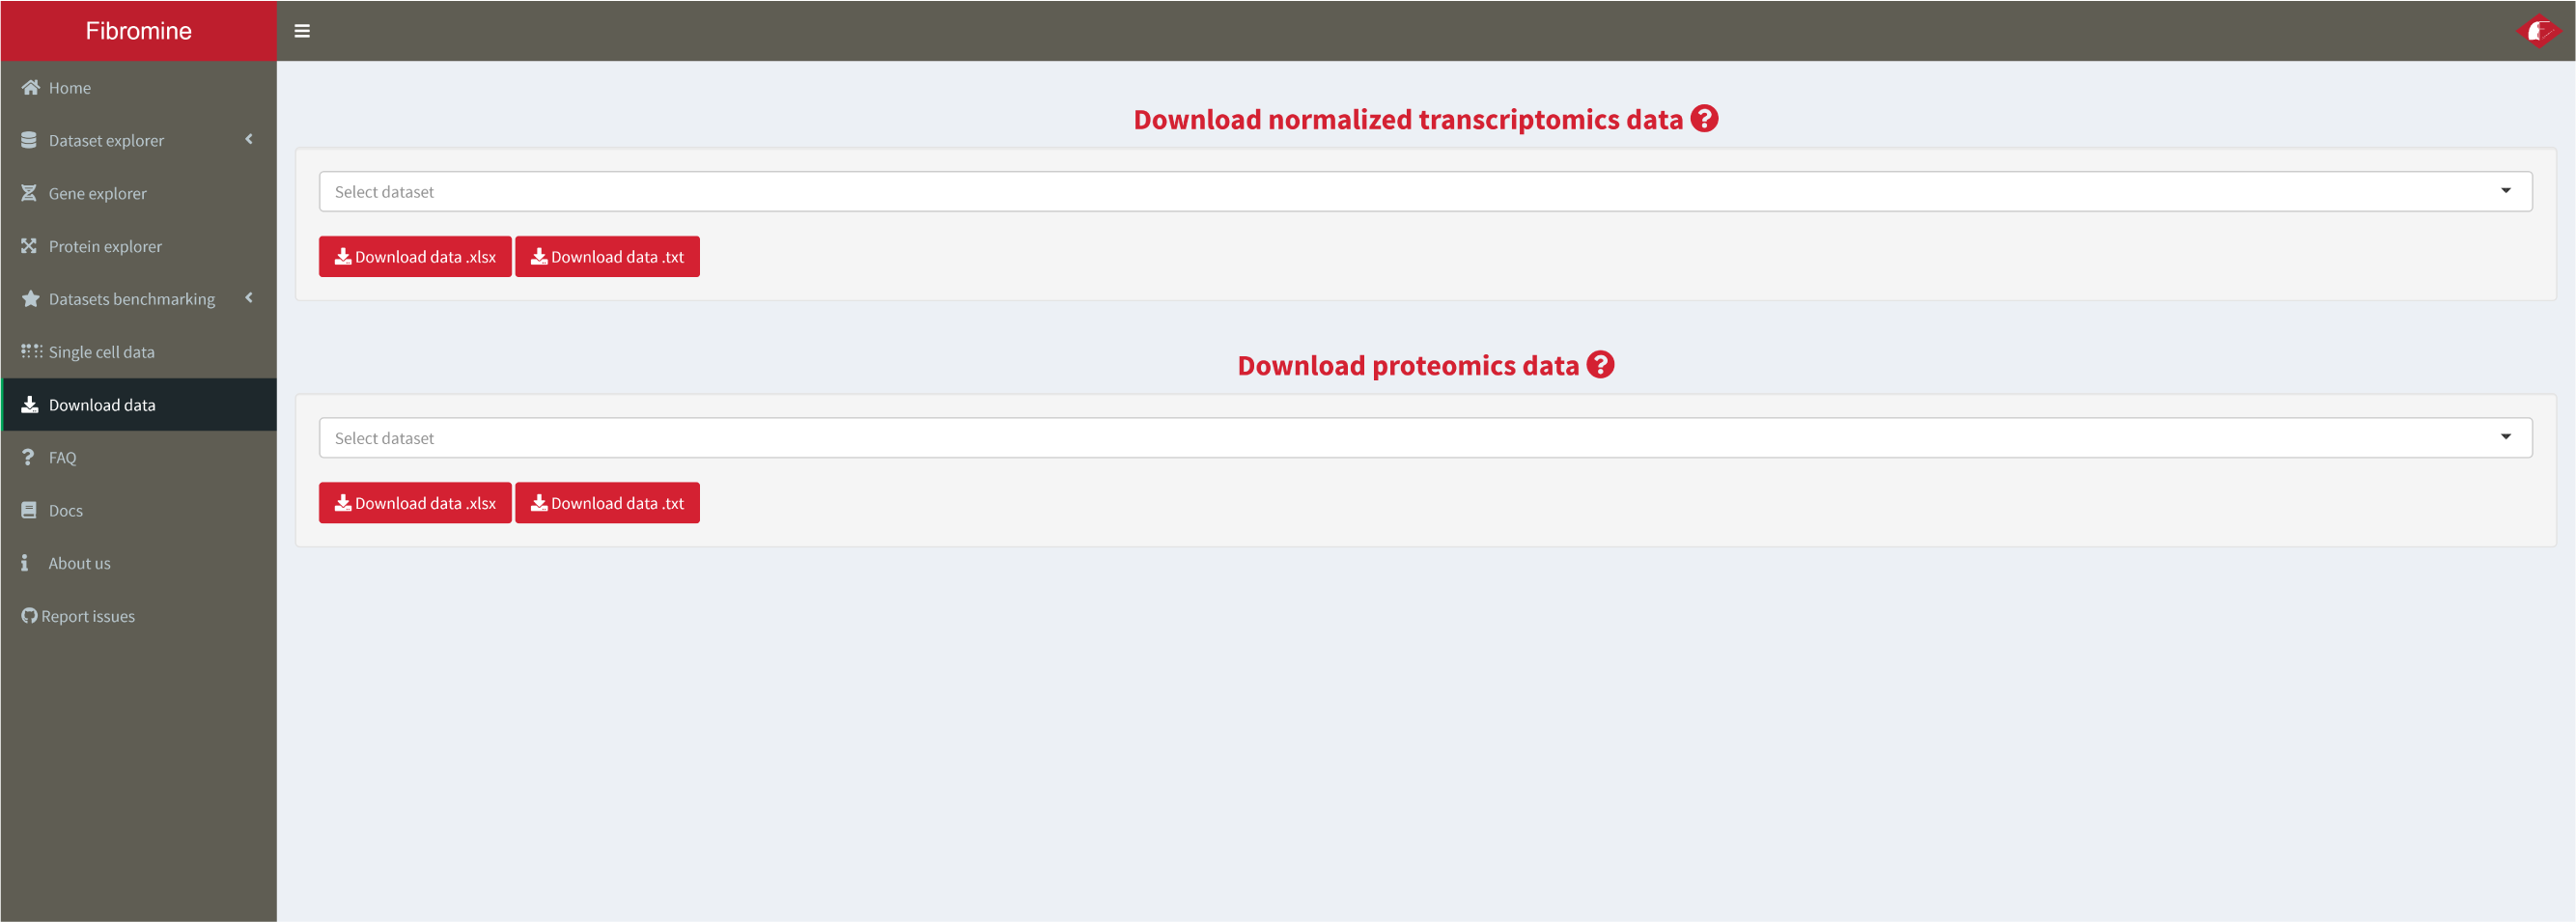 Fibromine
Home
Dataset explorer
Gene explorer
Protein explorer
Datasets benchmarking
Single cell data
Download data
FAQ
Docs
About us
Report issues
Download normalized transcriptomics data
Select dataset
Download data .xlsx Download data .txt
Download proteomics data
Select dataset
Download data .xlsx Download data .txt